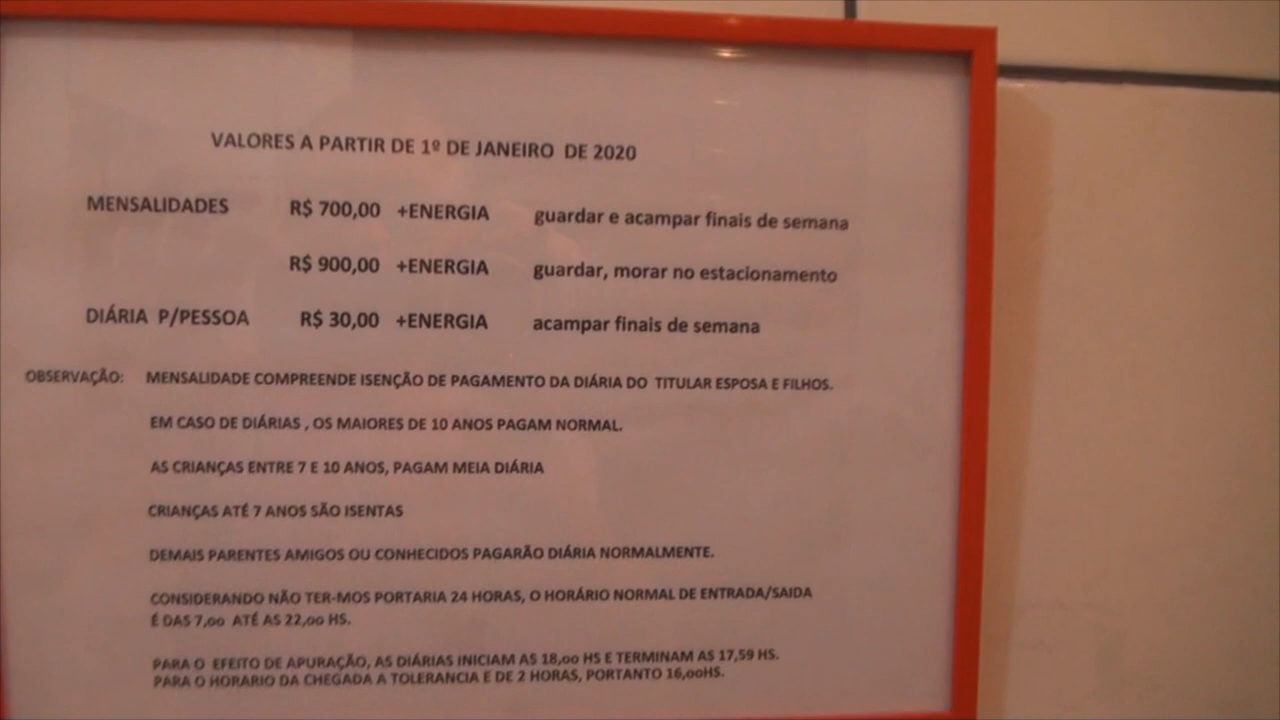 VALORES A PARTIR DE 1º DE JANEIRO DE 2020
MENSALIDADES R$ 700,00 +ENERGIA guardar e acampar finais de semana
R$ 900,00 +ENERGIA guardar, morar no estacionamento
DIÁRIA P/PESSOA R$ 30,00 +ENERGIA acampar finais de semana
OBSERVAÇÃO: MENSALIDADE COMPREENDE ISENÇÃO DE PAGAMENTO DA DIÁRIA DO TITULAR ESPOSA E FILHOS.
EM CASO DE DIÁRIAS , OS MAIORES DE 10 ANOS PAGAM NORMAL.
AS CRIANÇAS ENTRE 7 E 10 ANOS, PAGAM MEIA DIÁRIA
CRIANÇAS ATÉ 7 ANOS SÃO ISENTAS
DEMAIS PARENTES AMIGOS OU CONHECIDOS PAGARÃO DIÁRIA NORMALMENTE.
CONSIDERANDO NÃO TER-MOS PORTARIA 24 HORAS, O HORÁRIO NORMAL DE ENTRADA/SAIDA
É DAS 7,oo ATÉ AS 22,oo HS.
PARA O EFEITO DE APURAÇÃO, AS DIÁRIAS INICIAM AS 18,oo HS E TERMINAM AS 17,59 HS.
PARA O HORARIO DA CHEGADA A TOLERANCIA E DE 2 HORAS, PORTANTO 16,ooHS.